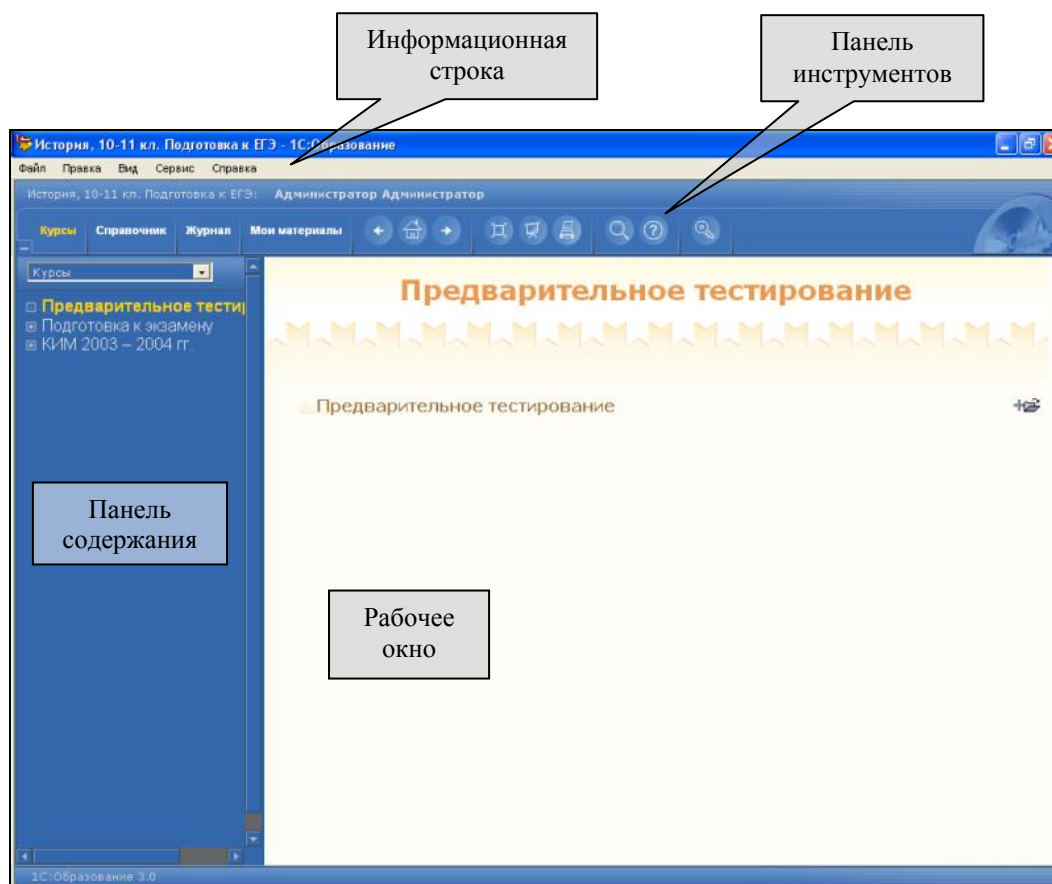 Информационная
строка
Панель
инструментов
История, 10-11 кл. Подготовка к ЕГЭ - 1С:Образование
Файл Правка Вид Сервис Справка
История, 10-11 кл. Подготовка к ЕГЭ: Администратор Администратор
Курсы Справочник Журнал Мои материалы
Курсы
Предварительное тести
Подготовка к экзамену
КИМ 2003 – 2004 гг.
Предварительное тестирование
Предварительное тестирование
Панель
содержания
Рабочее
окно
1С:Образование 3.0